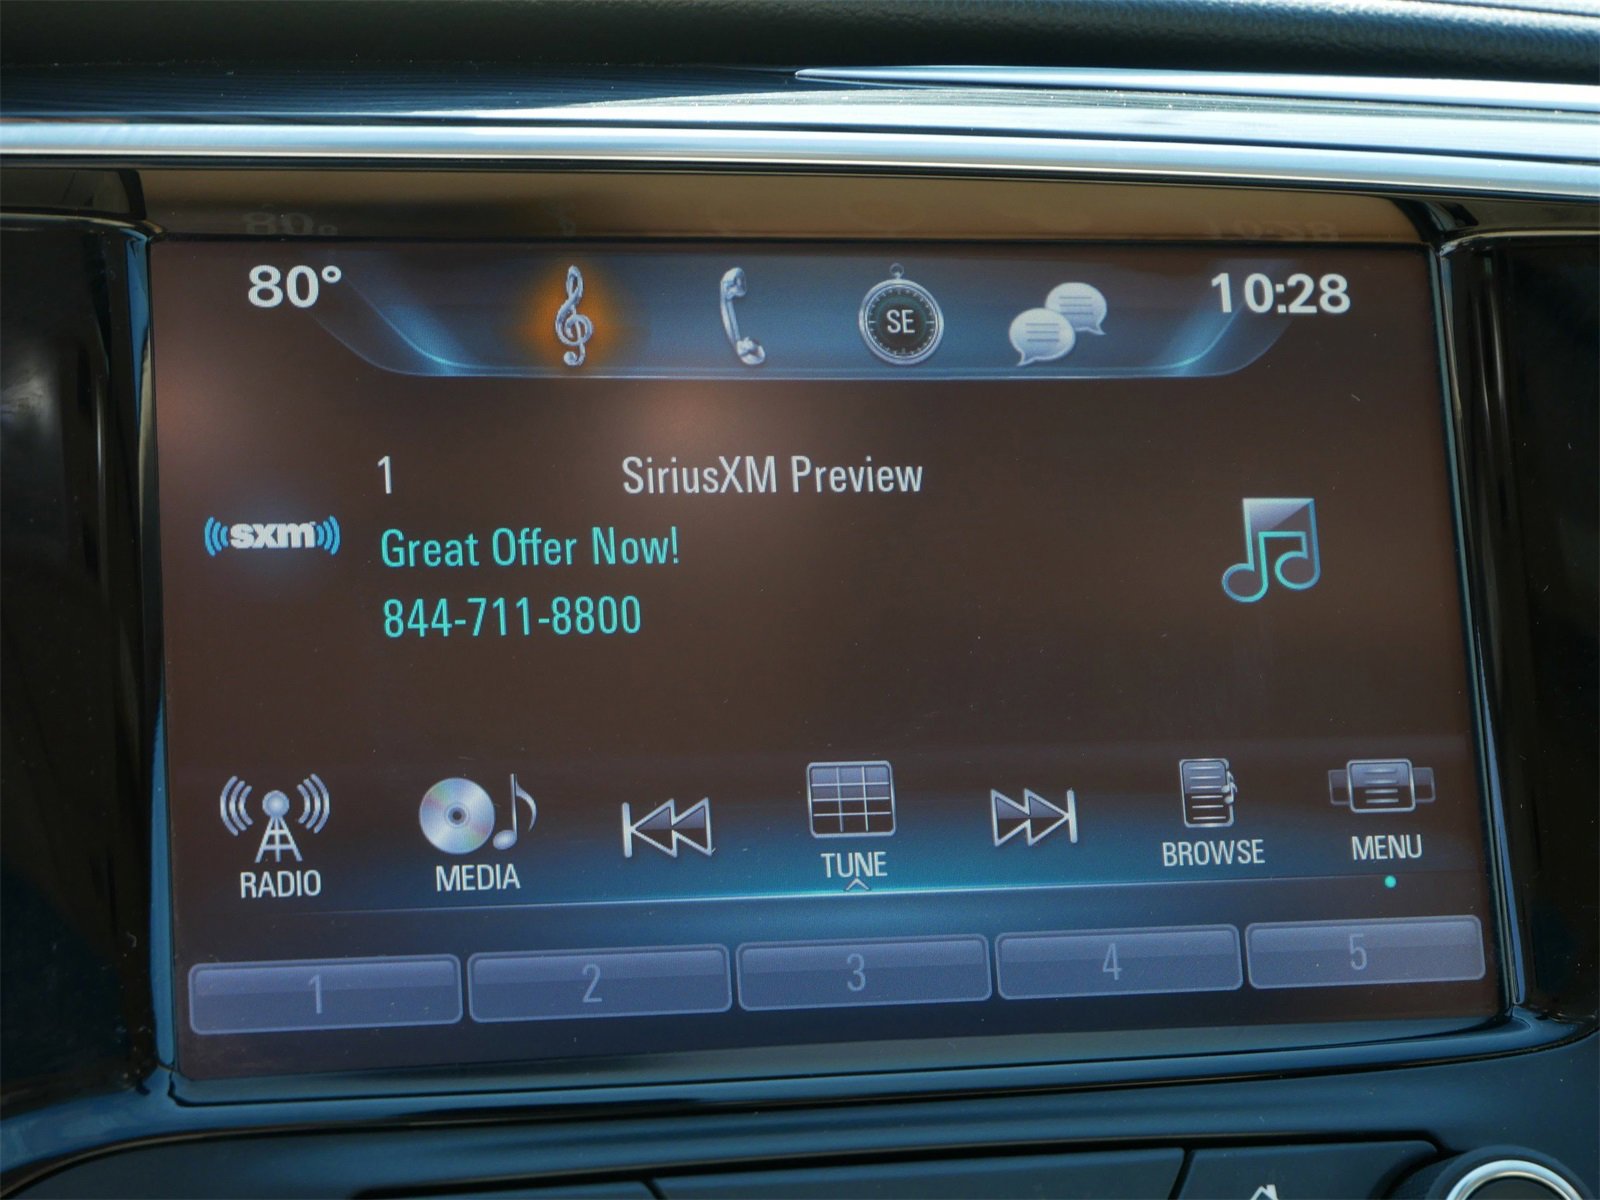 80°
SE
10:28
1 SiriusXM Preview
((sxm))
Great Offer Now!
844-711-8800
RADIO
MEDIA
TUNE
BROWSE
MENU
1 2 3 4 5